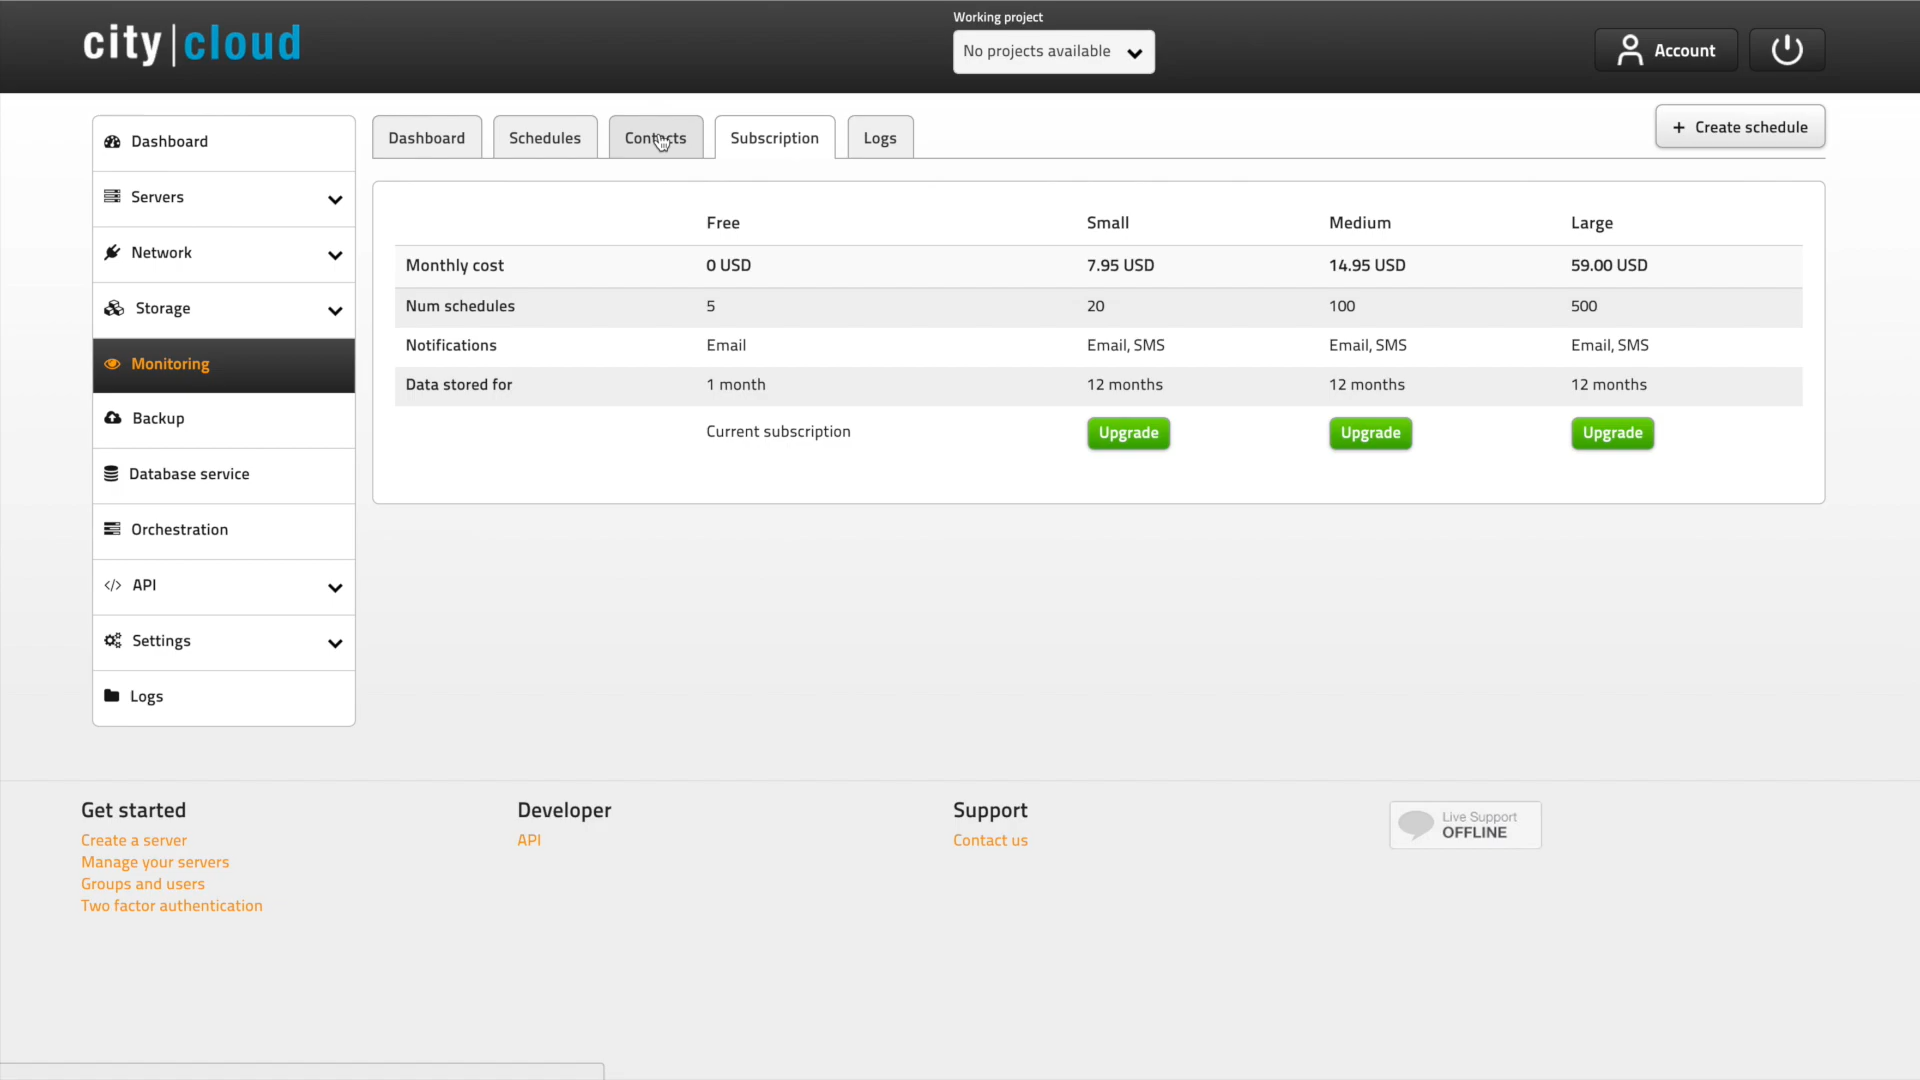 city|cloud
Working project
No projects available
Account
Dashboard
Servers
Network
Storage
Monitoring
Backup
Database service
Orchestration
</> API
Settings
Logs
Dashboard Schedules Contacts Subscription Logs
+ Create schedule
Free Small Medium Large
Monthly cost 0 USD 7.95 USD 14.95 USD 59.00 USD
Num schedules 5 20 100 500
Notifications Email Email, SMS Email, SMS Email, SMS
Data stored for 1 month 12 months 12 months 12 months
Current subscription Upgrade Upgrade Upgrade
Get started
Create a server
Manage your servers
Groups and users
Two factor authentication
Developer
API
Support
Contact us
Live Support
OFFLINE